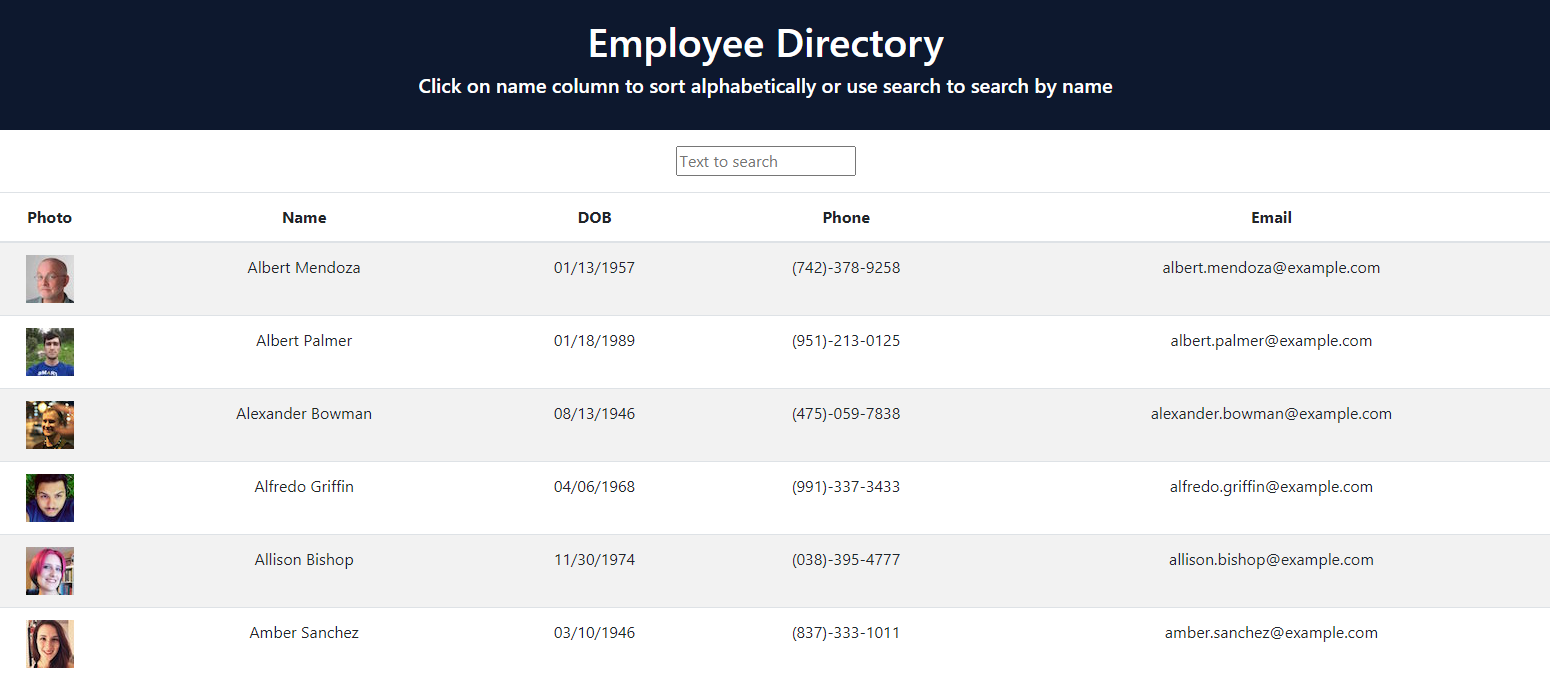 Employee Directory
Click on name column to sort alphabetically or use search to search by name
Text to search
Photo Name DOB Phone Email
Albert Mendoza 01/13/1957 (742)-378-9258 albert.mendoza@example.com
Albert Palmer 01/18/1989 (951)-213-0125 albert.palmer@example.com
Alexander Bowman 08/13/1946 (475)-059-7838 alexander.bowman@example.com
Alfredo Griffin 04/06/1968 (991)-337-3433 alfredo.griffin@example.com
Allison Bishop 11/30/1974 (038)-395-4777 allison.bishop@example.com
Amber Sanchez 03/10/1946 (837)-333-1011 amber.sanchez@example.com